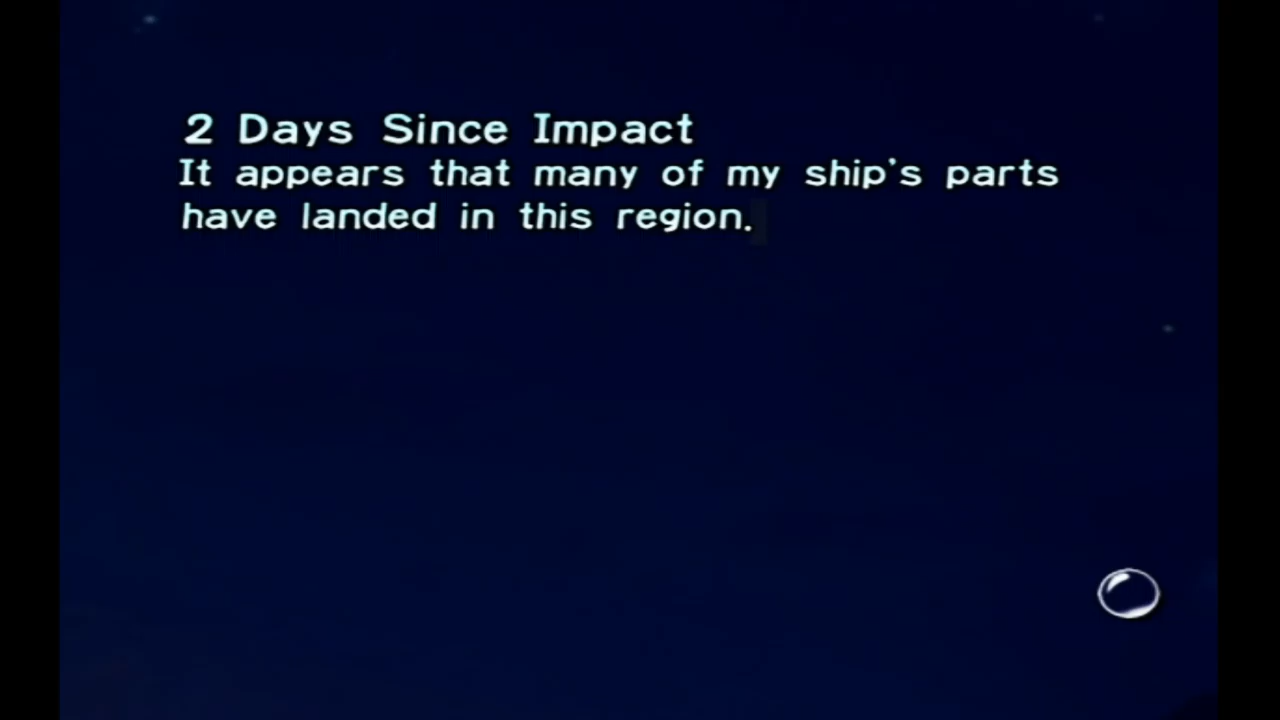 2 Days Since Impact
It appears that many of my ship's parts
have landed in this region.